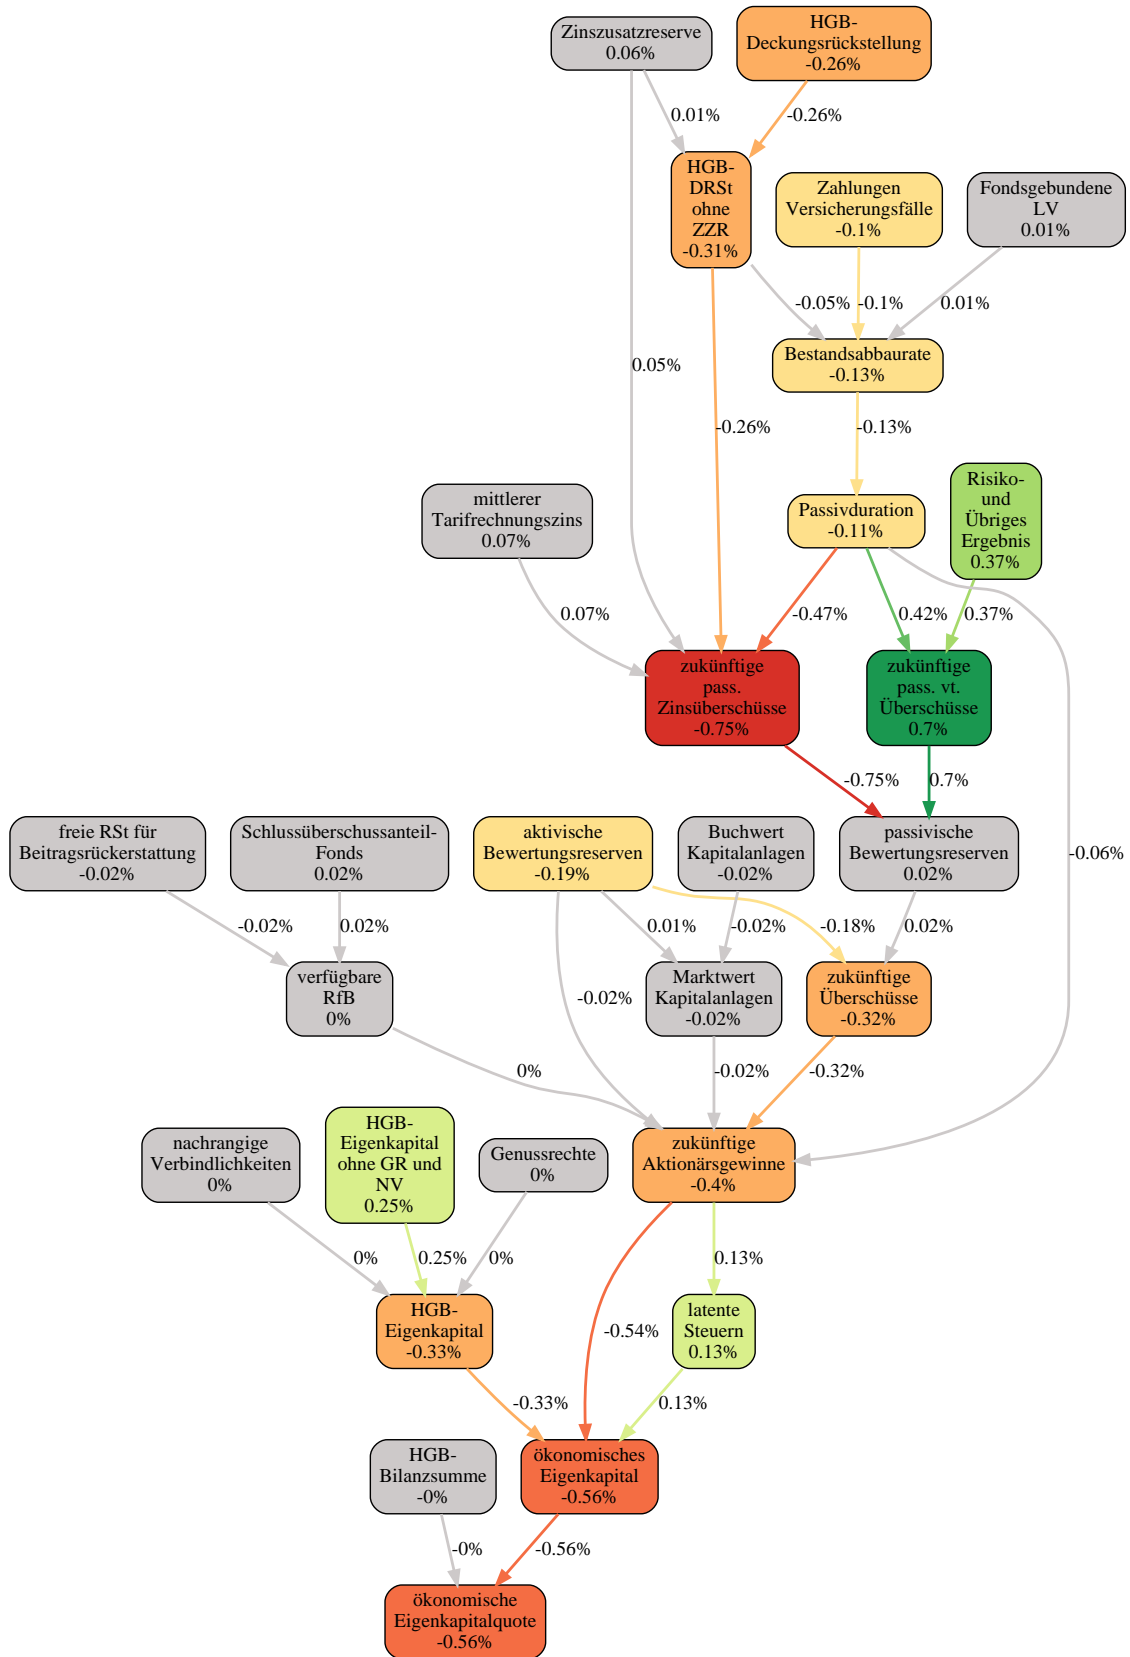 Zinszusatzreserve
0.06%
HGB-
Deckungsrückstellung
-0.26%
0.01%
-0.26%
HGB-
DRSt
ohne
ZZR
-0.31%
Zahlungen
Versicherungsfälle
-0.1%
Fondsgebundene
LV
0.01%
-0.05%
-0.1%
0.01%
Bestandsabbaurate
-0.13%
0.05%
-0.26%
-0.13%
mittlerer
Tarifrechnungszins
0.07%
Passivduration
-0.11%
Risiko-
und
Übriges
Ergebnis
0.37%
0.07%
-0.47%
0.42%
0.37%
zukünftige
pass.
Zinsüberschüsse
-0.75%
zukünftige
pass. vt.
Überschüsse
0.7%
-0.75%
0.7%
freie RSt für
Beitragsrückerstattung
-0.02%
Schlussüberschussanteil-
Fonds
0.02%
aktivische
Bewertungsreserven
-0.19%
Buchwert
Kapitalanlagen
-0.02%
passivische
Bewertungsreserven
0.02%
-0.06%
-0.02%
0.02%
0.01%
-0.02%
-0.18%
0.02%
verfügbare
RfB
0%
-0.02%
Marktwert
Kapitalanlagen
-0.02%
zukünftige
Überschüsse
-0.32%
0%
-0.02%
-0.32%
nachrangige
Verbindlichkeiten
0%
HGB-
Eigenkapital
ohne GR und
NV
0.25%
Genussrechte
0%
zukünftige
Aktionärsgewinne
-0.4%
0%
0.25%
0%
0.13%
HGB-
Eigenkapital
-0.33%
-0.54%
latente
Steuern
0.13%
-0.33%
0.13%
HGB-
Bilanzsumme
-0%
ökonomisches
Eigenkapital
-0.56%
-0%
-0.56%
ökonomische
Eigenkapitalquote
-0.56%